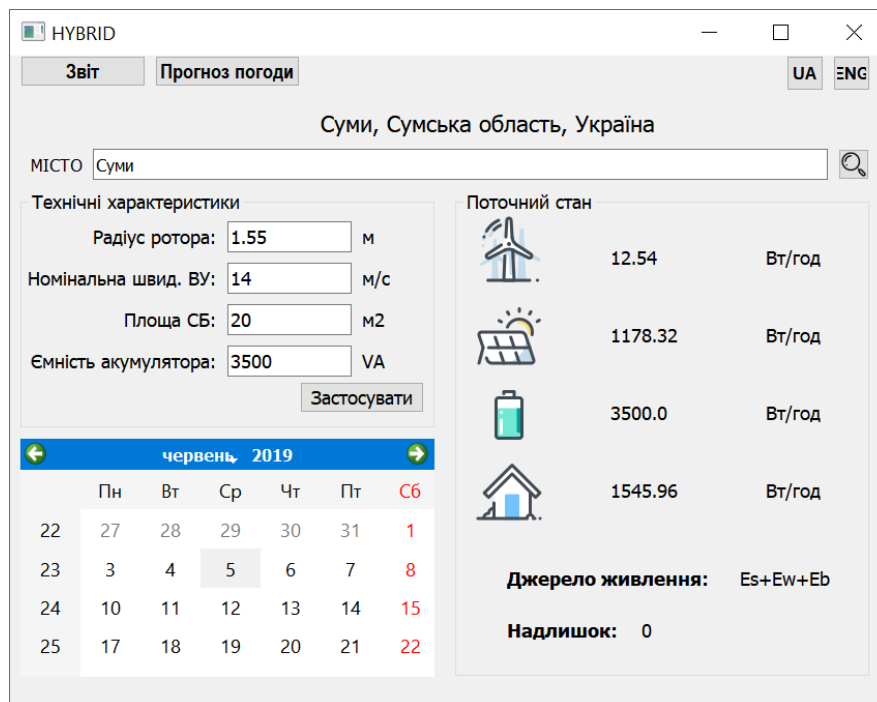 HYBRID
Звіт Прогноз погоди UA ENG
Суми, Сумська область, Україна
МІСТО Суми
Технічні характеристики
Радіус ротора: 1.55 м
Номінальна швид. ВУ: 14 м/с
Площа СБ: 20 м2
Ємність акумулятора: 3500 VA
Застосувати
Поточний стан
12.54 Вт/год
1178.32 Вт/год
3500.0 Вт/год
1545.96 Вт/год
Джерело живлення: Es+Ew+Eb
Надлишок: 0
червень, 2019
Пн Вт Ср Чт Пт Сб
22 27 28 29 30 31 1
23 3 4 5 6 7 8
24 10 11 12 13 14 15
25 17 18 19 20 21 22